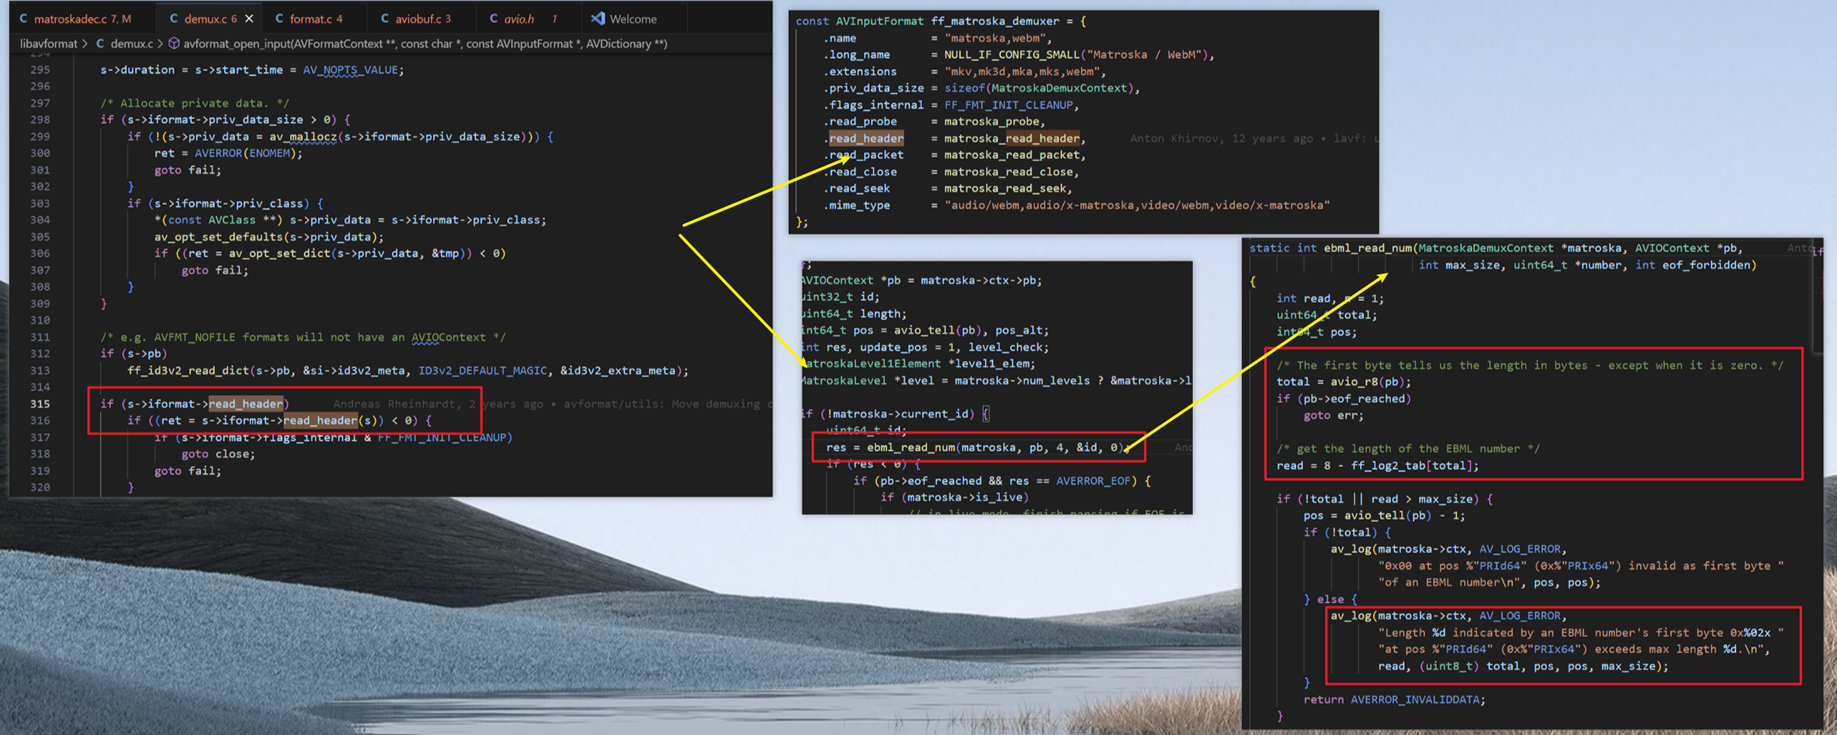 matroskadec.c 7, M
demux.c 6
format.c 4
aviobuf.c 3
avio.h 1
Welcome
libavformat > demux.c > avformat_open_input(AVFormatContext **, const char *, const AVInputFormat *, AVDictionary **)
294
295 s->duration = s->start_time = AV_NOPTS_VALUE;
296
297 /* Allocate private data. */
298 if (s->iformat->priv_data_size > 0) {
299 if (!(s->priv_data = av_mallocz(s->iformat->priv_data_size))) {
300 ret = AVERROR(ENOMEM);
301 goto fail;
302 }
303 if (s->iformat->priv_class) {
304 *(const AVClass **) s->priv_data = s->iformat->priv_class;
305 av_opt_set_defaults(s->priv_data);
306 if ((ret = av_opt_set_dict(s->priv_data, &tmp)) < 0)
307 goto fail;
308 }
309 }
310
311 /* e.g. AVFMT_NOFILE formats will not have an AVIOContext */
312 if (s->pb)
313 ff_id3v2_read_dict(s->pb, &si->id3v2_meta, ID3v2_DEFAULT_MAGIC, &id3v2_extra_meta);
314
315 if (s->iformat->read_header) Andreas Rheinhardt, 2 years ago • avformat/utils: Move demuxing
316 if ((ret = s->iformat->read_header(s)) < 0) {
317 if (s->iformat->flags_internal & FF_FMT_INIT_CLEANUP)
318 goto close;
319 goto fail;
320 }
const AVInputFormat ff_matroska_demuxer = {
.name = "matroska,webm",
.long_name = NULL_IF_CONFIG_SMALL("Matroska / WebM"),
.extensions = "mkv,mk3d,mka,mks,webm",
.priv_data_size = sizeof(MatroskaDemuxContext),
.flags_internal = FF_FMT_INIT_CLEANUP,
.read_probe = matroska_probe,
.read_header = matroska_read_header, Anton Khirnov, 12 years ago • lavf: u
.read_packet = matroska_read_packet,
.read_close = matroska_read_close,
.read_seek = matroska_read_seek,
.mime_type = "audio/webm,audio/x-matroska,video/webm,video/x-matroska"
};
};
AVIOContext *pb = matroska->ctx->pb;
uint32_t id;
uint64_t length;
int64_t pos = avio_tell(pb), pos_alt;
int res, update_pos = 1, level_check;
MatroskaLevel1Element *level1_elem;
MatroskaLevel *level = matroska->num_levels ? &matroska->l
if (!matroska->current_id) {
uint64_t id;
res = ebml_read_num(matroska, pb, 4, &id, 0); An
if (res < 0) {
if (pb->eof_reached && res == AVERROR_EOF) {
if (matroska->is_live)
// in live mode, finish parsing if EOF is
static int ebml_read_num(MatroskaDemuxContext *matroska, AVIOContext *pb, Anto
int max_size, uint64_t *number, int eof_forbidden)
{
int read, n = 1;
uint64_t total;
int64_t pos;
/* The first byte tells us the length in bytes - except when it is zero. */
total = avio_r8(pb);
if (pb->eof_reached)
goto err;
/* get the length of the EBML number */
read = 8 - ff_log2_tab[total];
if (!total || read > max_size) {
pos = avio_tell(pb) - 1;
if (!total) {
av_log(matroska->ctx, AV_LOG_ERROR,
"0x00 at pos %"PRId64" (0x%"PRIx64") invalid as first byte "
"of an EBML number\n", pos, pos);
} else {
av_log(matroska->ctx, AV_LOG_ERROR,
"Length %d indicated by an EBML number's first byte 0x%02x "
"at pos %"PRId64" (0x%"PRIx64") exceeds max length %d.\n",
read, (uint8_t) total, pos, pos, max_size);
}
return AVERROR_INVALIDDATA;
}